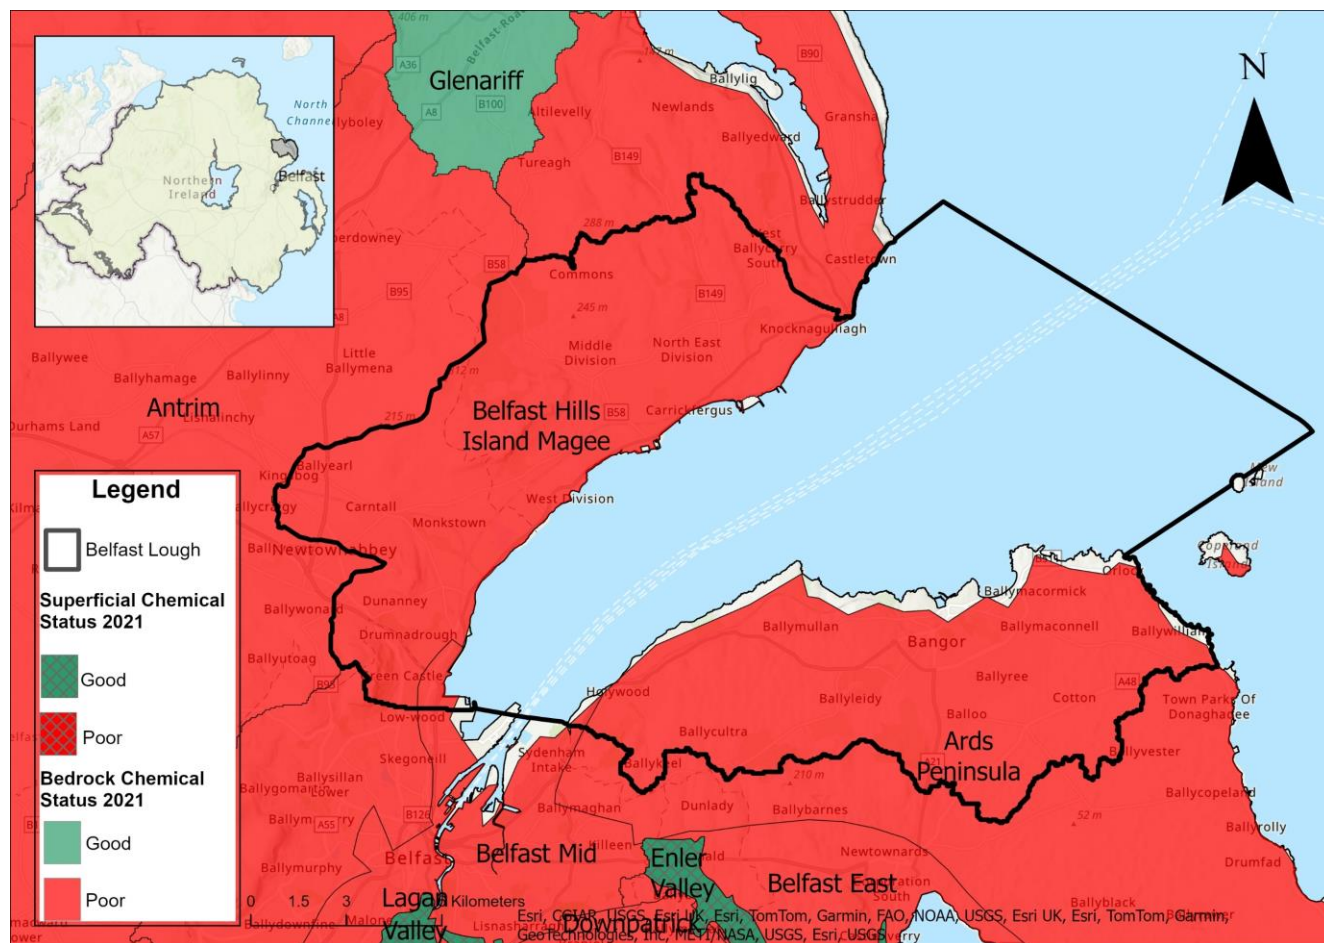 406 m
Belfast-Road
A36
Glenariff
B100
A8
Altilevelly
Newlands
Ballylig
B90
Gransha
Ballyedward
B149
Tureagh
Ballystrudder
N
North
Channel
Belfast
Northern
Ireland
288 m
West
Ballycarry
South
Castletown
B58
Commons
B95
B149
245 m
Knocknagulliagh
Middle
Division
North East
Division
Ballywee
Little
Ballymena
Ballyhamage
Ballylinny
Antrim
Lisnalinchy
215 m
A57
Belfast Hills
Island Magee
B58
Carrickfergus
Ballyearl
Kingsbog
Legend
Belfast Lough
Superficial Chemical
Status 2021
Good
Poor
Bedrock Chemical
Status 2021
Good
Poor
West Division
Carntall
Monkstown
Newtownabbey
Copeland
Island
Orlock
Ballymacormick
Dunanney
Ballywonard
Drumnadrough
Ballymullan
Bangor
Ballymaconnell
Ballyutoag
Green Castle
Holywood
Ballyleidy
Ballyree
Cotton
A48
Town Parks Of
Donaghadee
Low-wood
Balloo
Ballycultra
Skegoneill
Sydenham
Intake
Ards
Peninsula
Ballyvester
Ballysillan
Lower
Ballykeel
210 m
A21
Ballygomartin
Ballymaghan
Dunlady
Ballybarnes
52 m
Ballycopeland
A55
B126
Ballyrolly
Belfast
Belfast Mid
Enler
Valley
Newtownards
Belfast East
Drumfad
Ballymurphy
Lagan
Valley
0 1.5 3
Kilometers
Malone
Ballyblack
Downpatrick
Esri, CGIAR, USGS, Esri UK, Esri, TomTom, Garmin, FAO, NOAA, USGS, Esri UK, Esri, TomTom, Garmin,
GeoTechnologies, Inc, METI/NASA, USGS, Esri, USGS